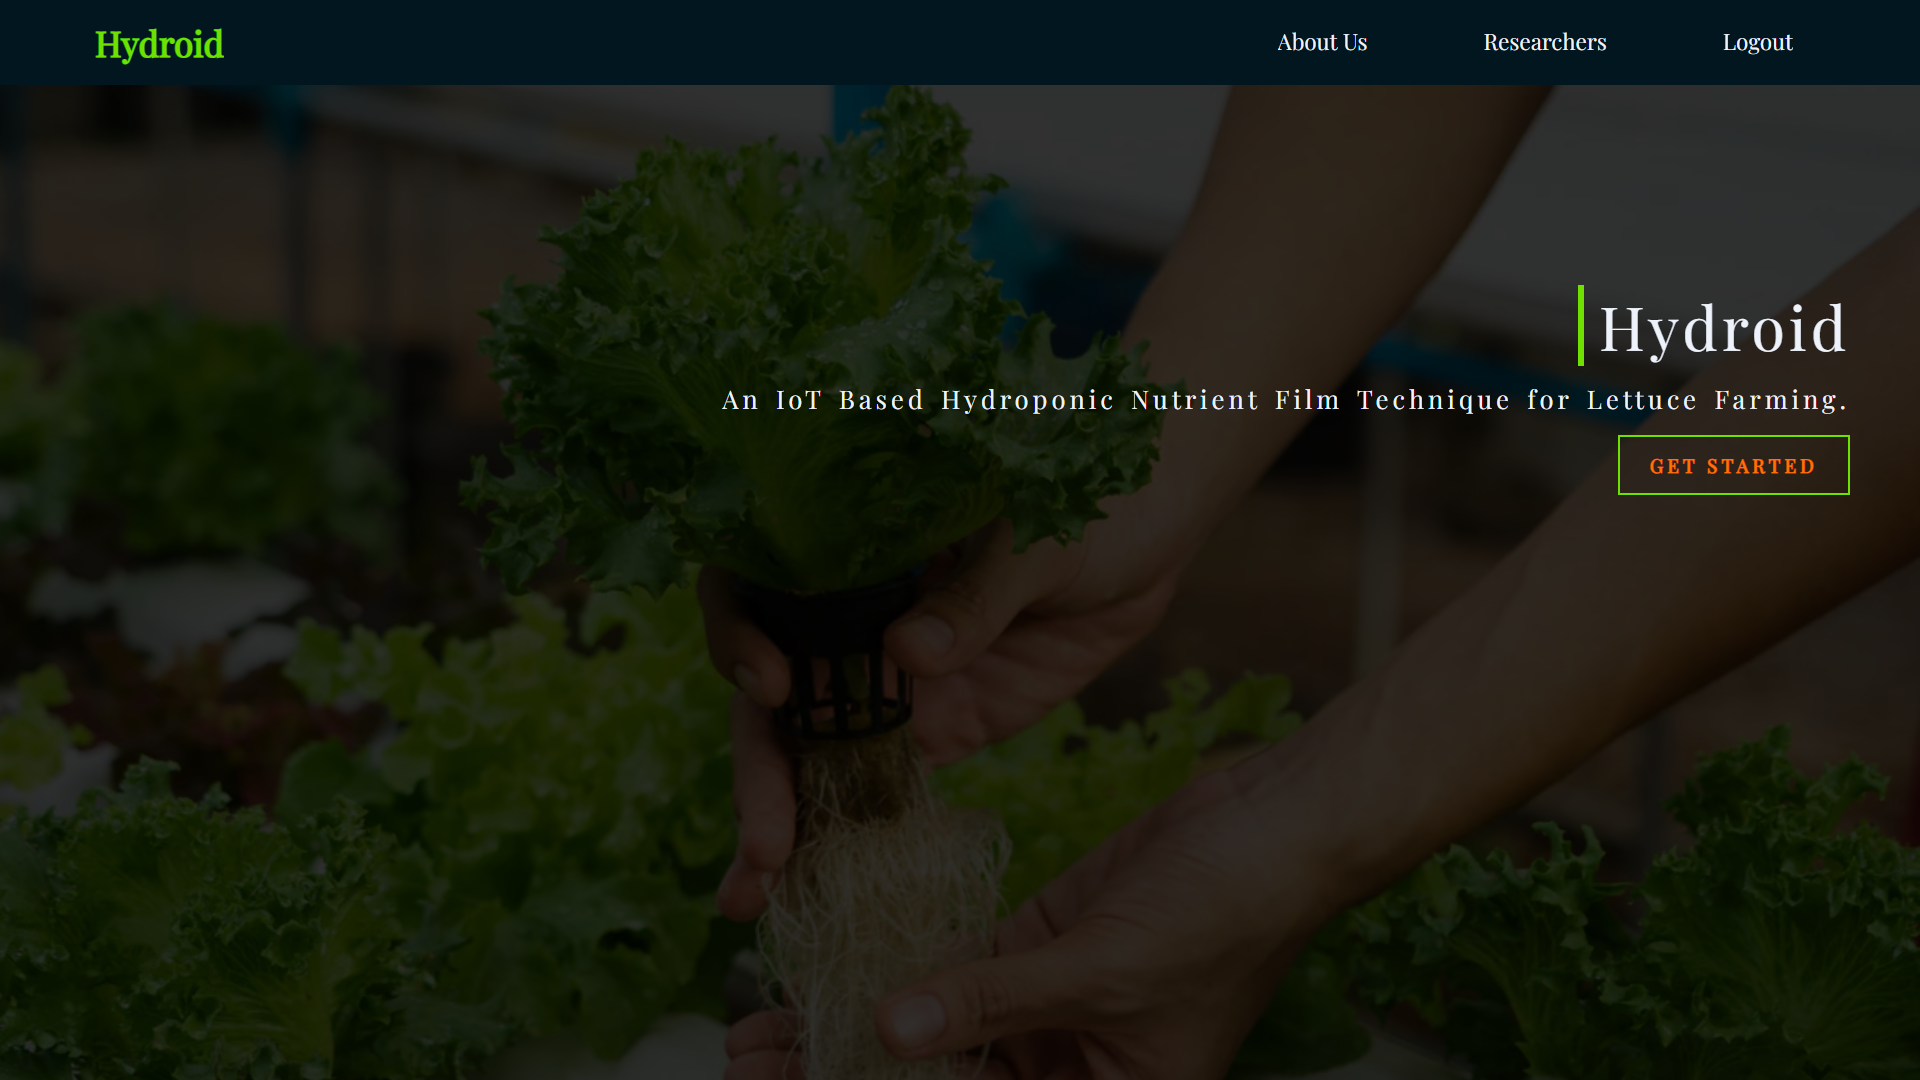 Hydroid
About Us
Researchers
Logout
Hydroid
An IoT Based Hydroponic Nutrient Film Technique for Lettuce Farming.
GET STARTED